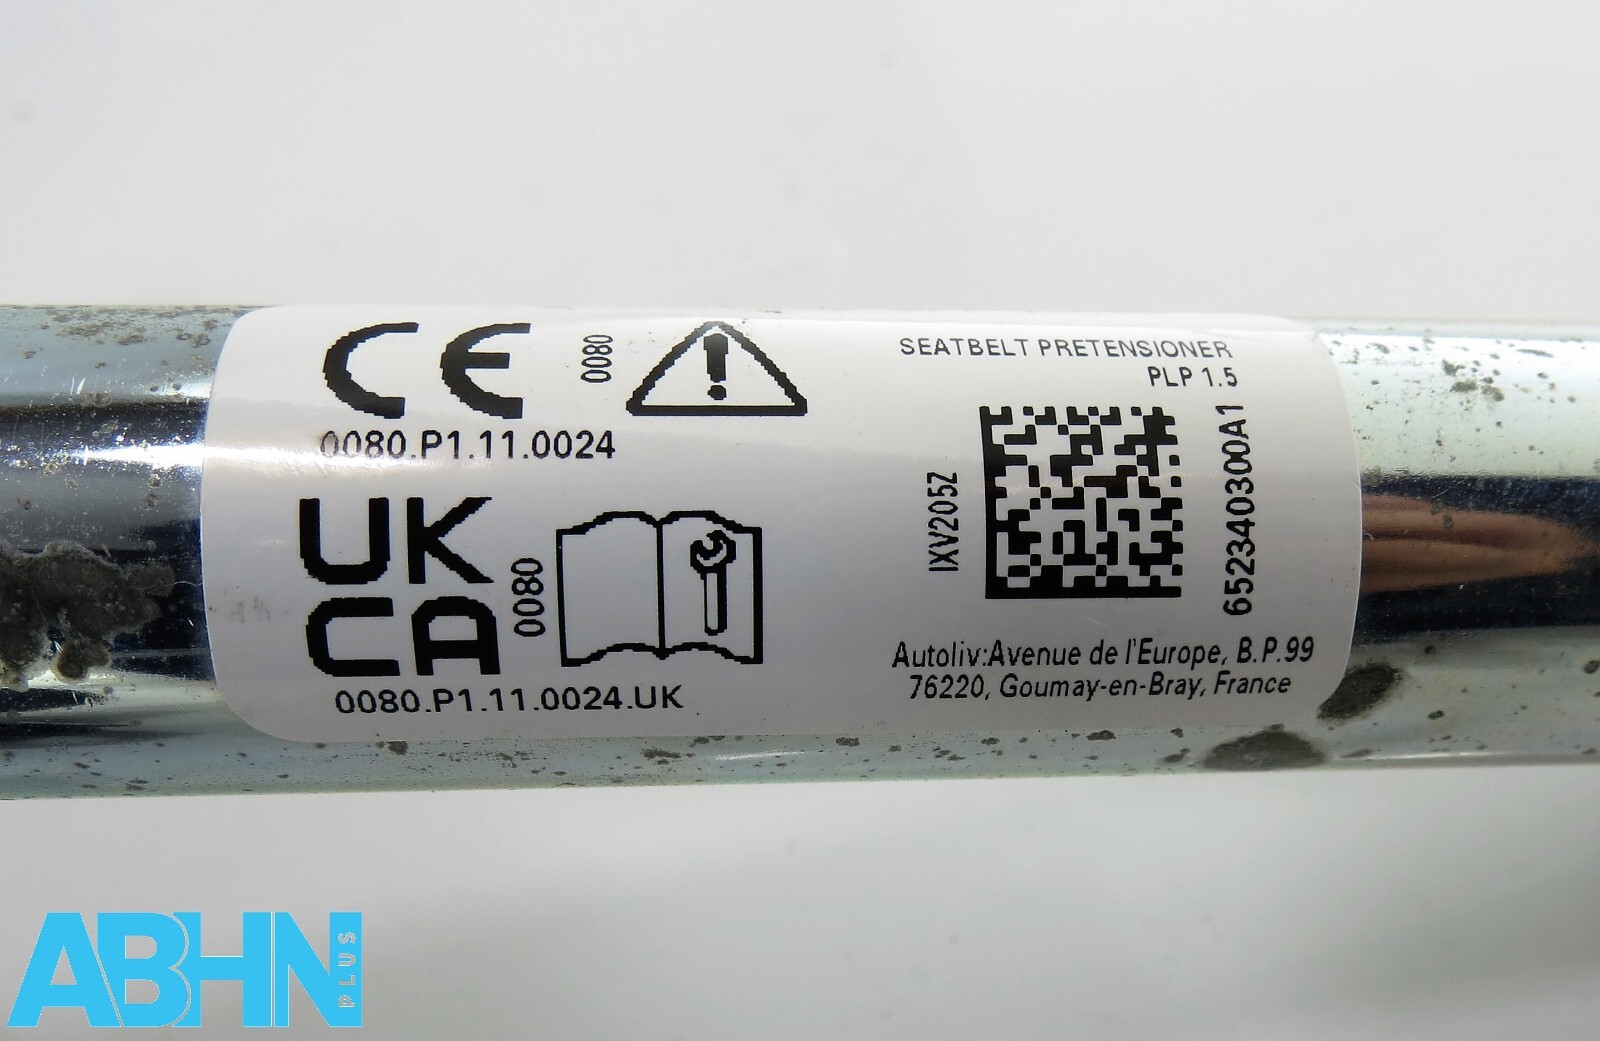 CE
0080
0080.P1.11.0024
UK
CA
0080
0080.P1.11.0024.UK
SEATBELT PRETENSIONER
PLP 1.5
IXV205Z
652340300A1
Autoliv:Avenue de l'Europe, B.P.99
76220, Goumay-en-Bray, France
ABHN
PLUS